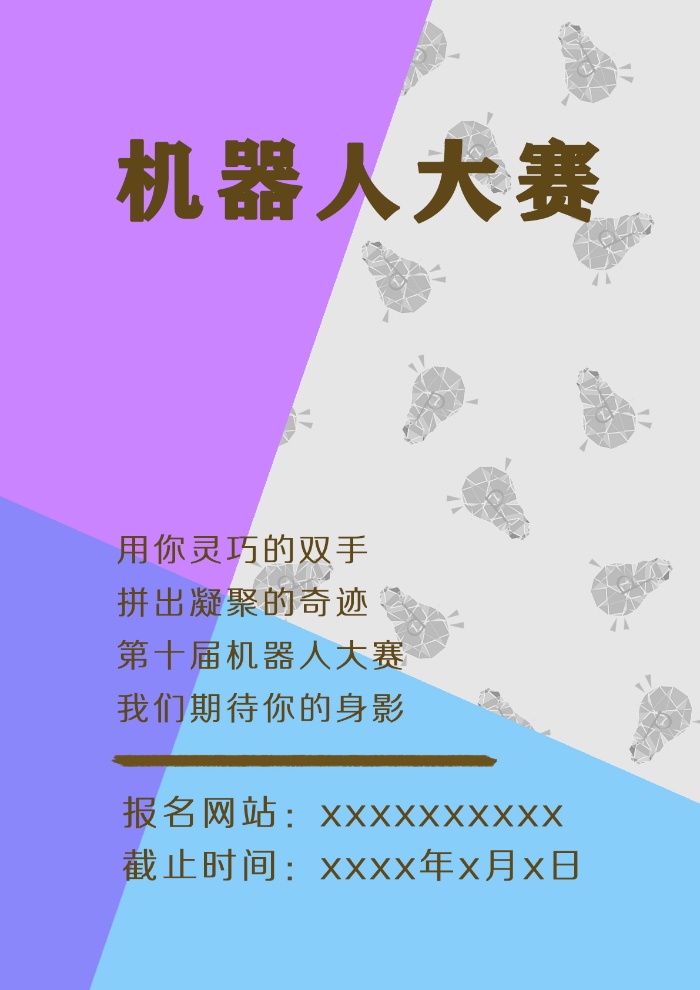 机器人大赛
用你灵巧的双手
拼出凝聚的奇迹
第十届机器人大赛
我们期待你的身影
报名网站：xxxxxxxxxx
截止时间：xxxx年x月x日